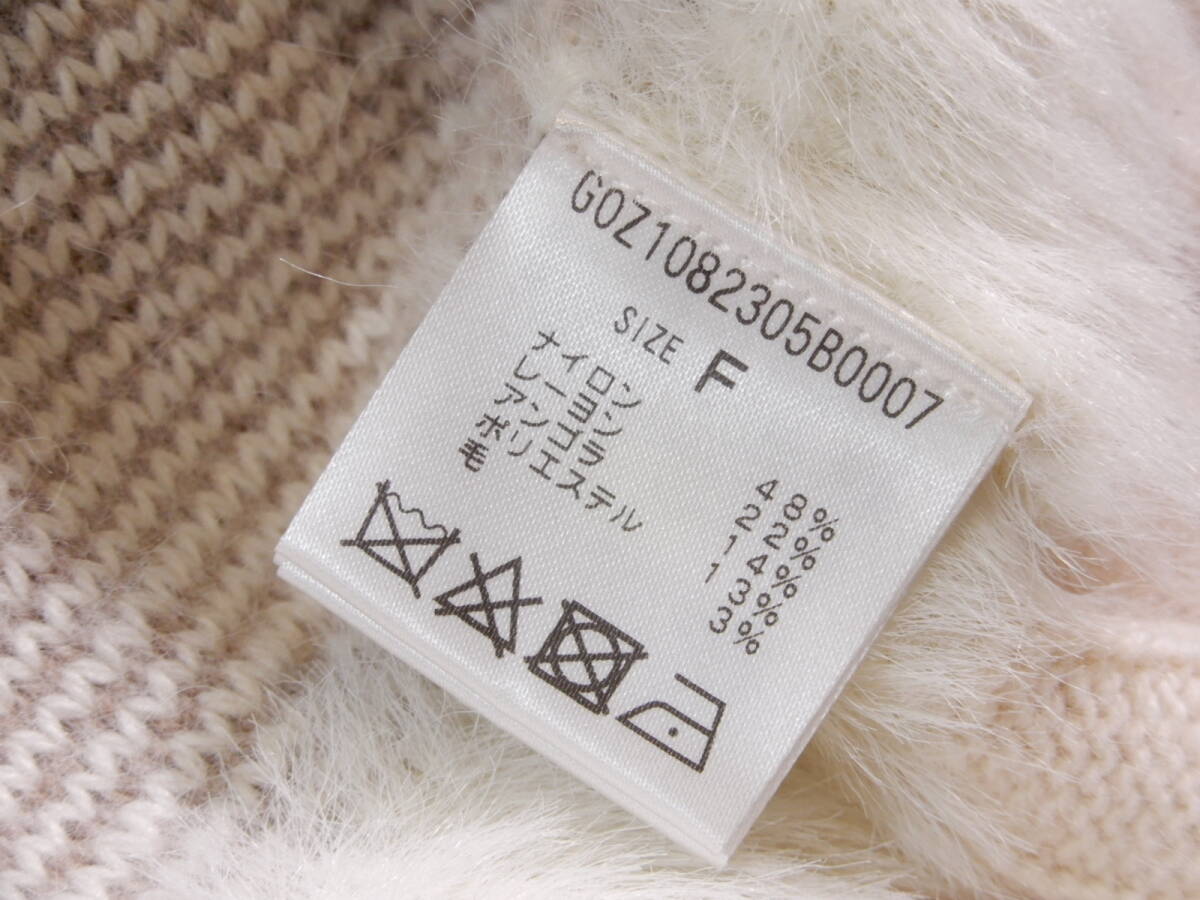 GOZ1082305B0007
SIZE F
ナイロン 48%
レーヨン 22%
アンゴラ 14%
ポリエステル 13%
毛 3%